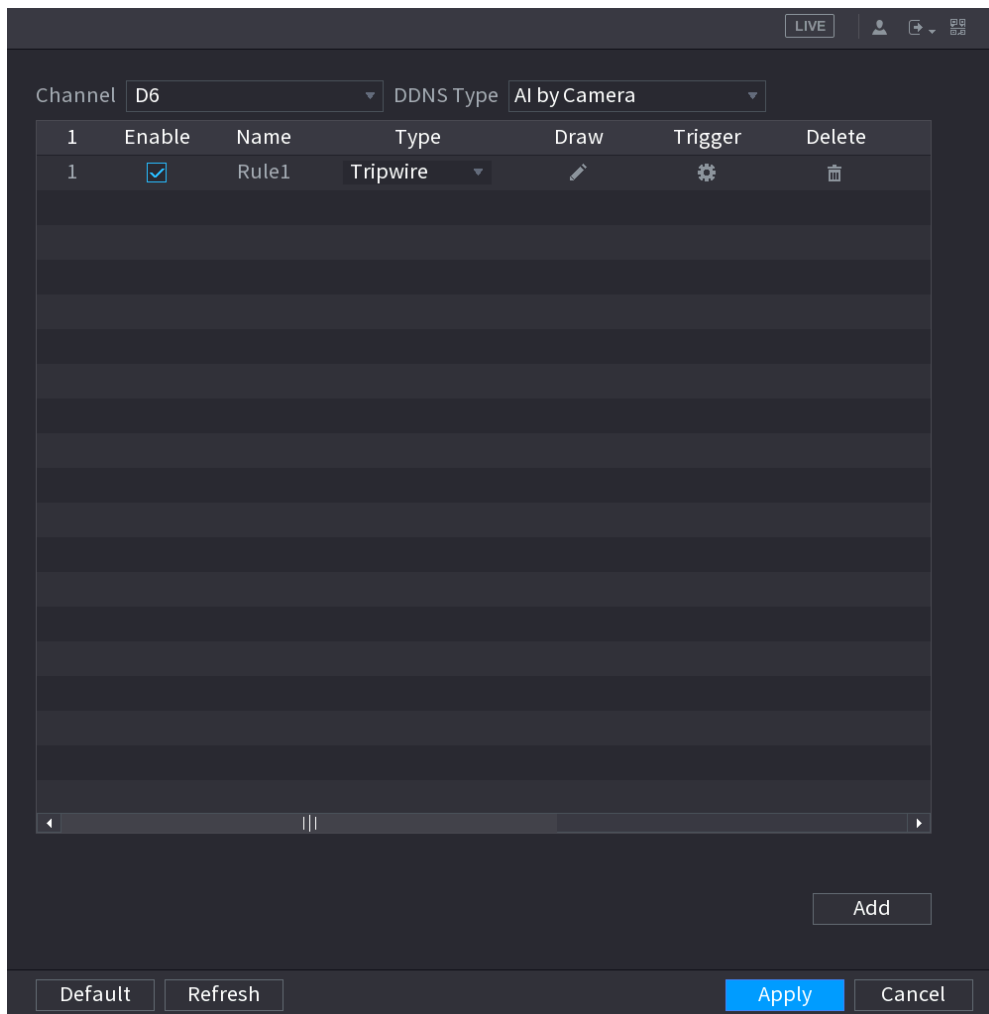 LIVE
Channel D6 DDNS Type AI by Camera
1 Enable Name Type Draw Trigger Delete
1 Rule1 Tripwire
Add
Default Refresh Apply Cancel